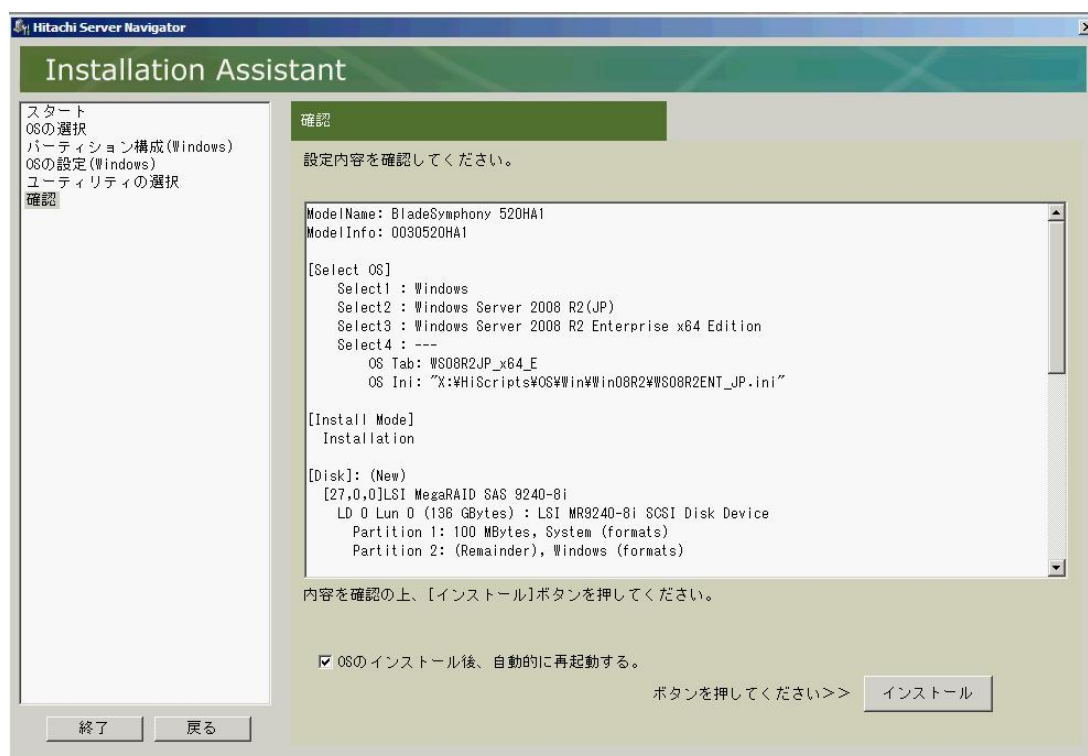 Hitachi Server Navigator
Installation Assistant
スタート
OSの選択
パーティション構成(Windows)
OSの設定(Windows)
ユーティリティの選択
確認
確認
設定内容を確認してください。
ModelName: BladeSymphony 520HA1
ModelInfo: 0030520HA1
[Select OS]
Select1 : Windows
Select2 : Windows Server 2008 R2(JP)
Select3 : Windows Server 2008 R2 Enterprise x64 Edition
Select4 : ---
OS Tab: WS08R2JP_x64_E
OS Ini: "X:¥HiScripts¥OS¥Win¥Win08R2¥WS08R2ENT_JP.ini"
[Install Mode]
Installation
[Disk]: (New)
[27,0,0]LSI MegaRAID SAS 9240-8i
LD 0 Lun 0 (136 GBytes) : LSI MR9240-8i SCSI Disk Device
Partition 1: 100 MBytes, System (formats)
Partition 2: (Remainder), Windows (formats)
内容を確認の上、[インストール]ボタンを押してください。
OSのインストール後、自動的に再起動する。
ボタンを押してください>>
インストール
終了
戻る